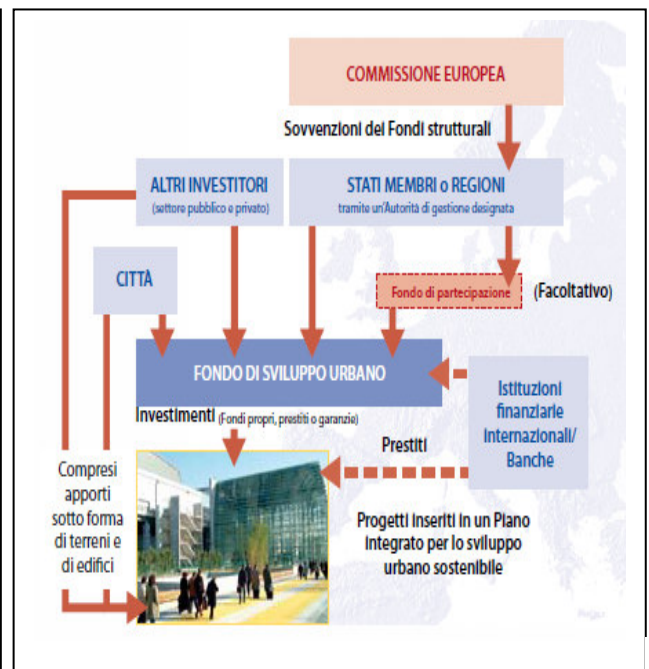 COMMISSIONE EUROPEA
Sovvenzioni dei Fondi strutturali
ALTRI INVESTITORI
(settore pubblico e privato)
STATI MEMBRI o REGIONI
tramite un'Autorità di gestione designata
CITTÀ
Fondo di partecipazione
(Facoltativo)
FONDO DI SVILUPPO URBANO
Istituzioni
finanziarie
internazionali/
Banche
Investimenti (Fondi propri, prestiti o garanzie)
Prestiti
Compresi
apporti
sotto forma
di terreni e
di edifici
Progetti inseriti in un Piano
integrato per lo sviluppo
urbano sostenibile